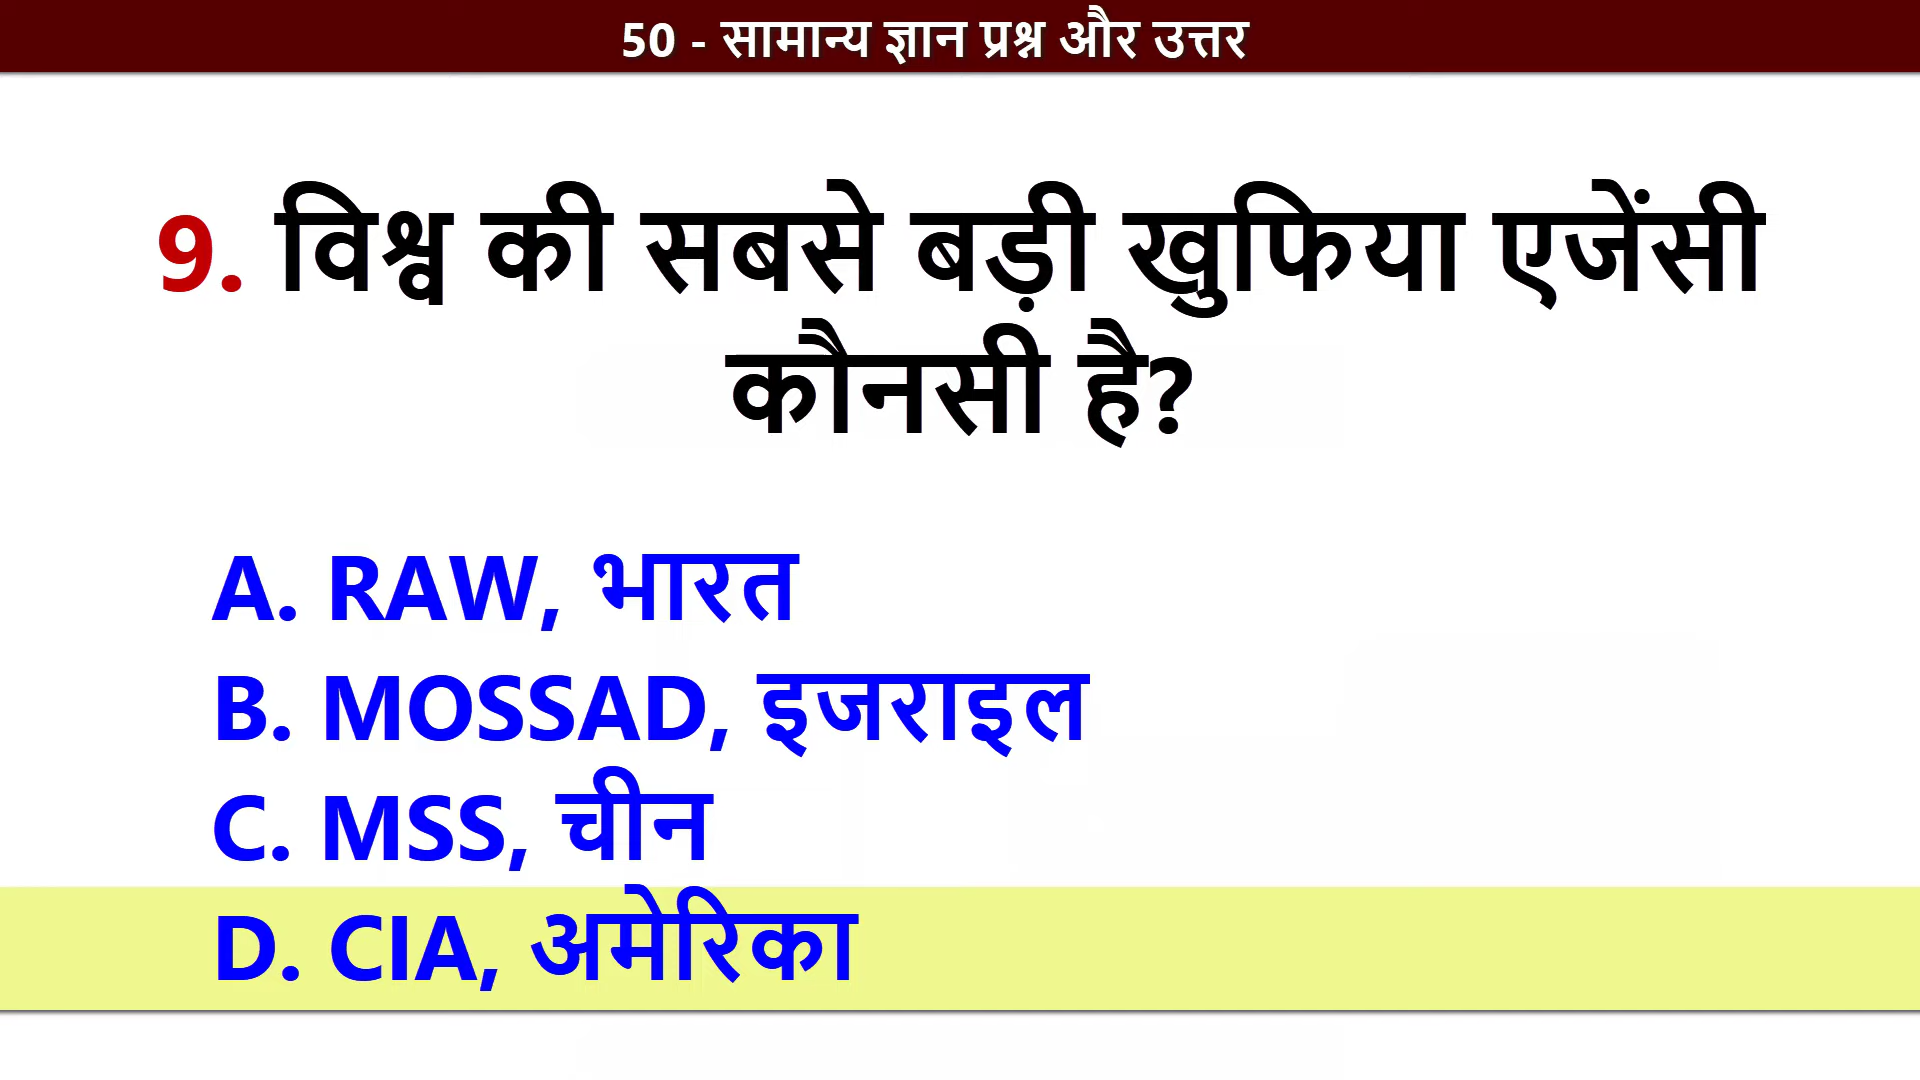 50 - सामान्य ज्ञान प्रश्न और उत्तर
9. विश्व की सबसे बड़ी खुफिया एजेंसी
कौनसी है?
A. RAW, भारत
B. MOSSAD, इजराइल
C. MSS, चीन
D. CIA, अमेरिका